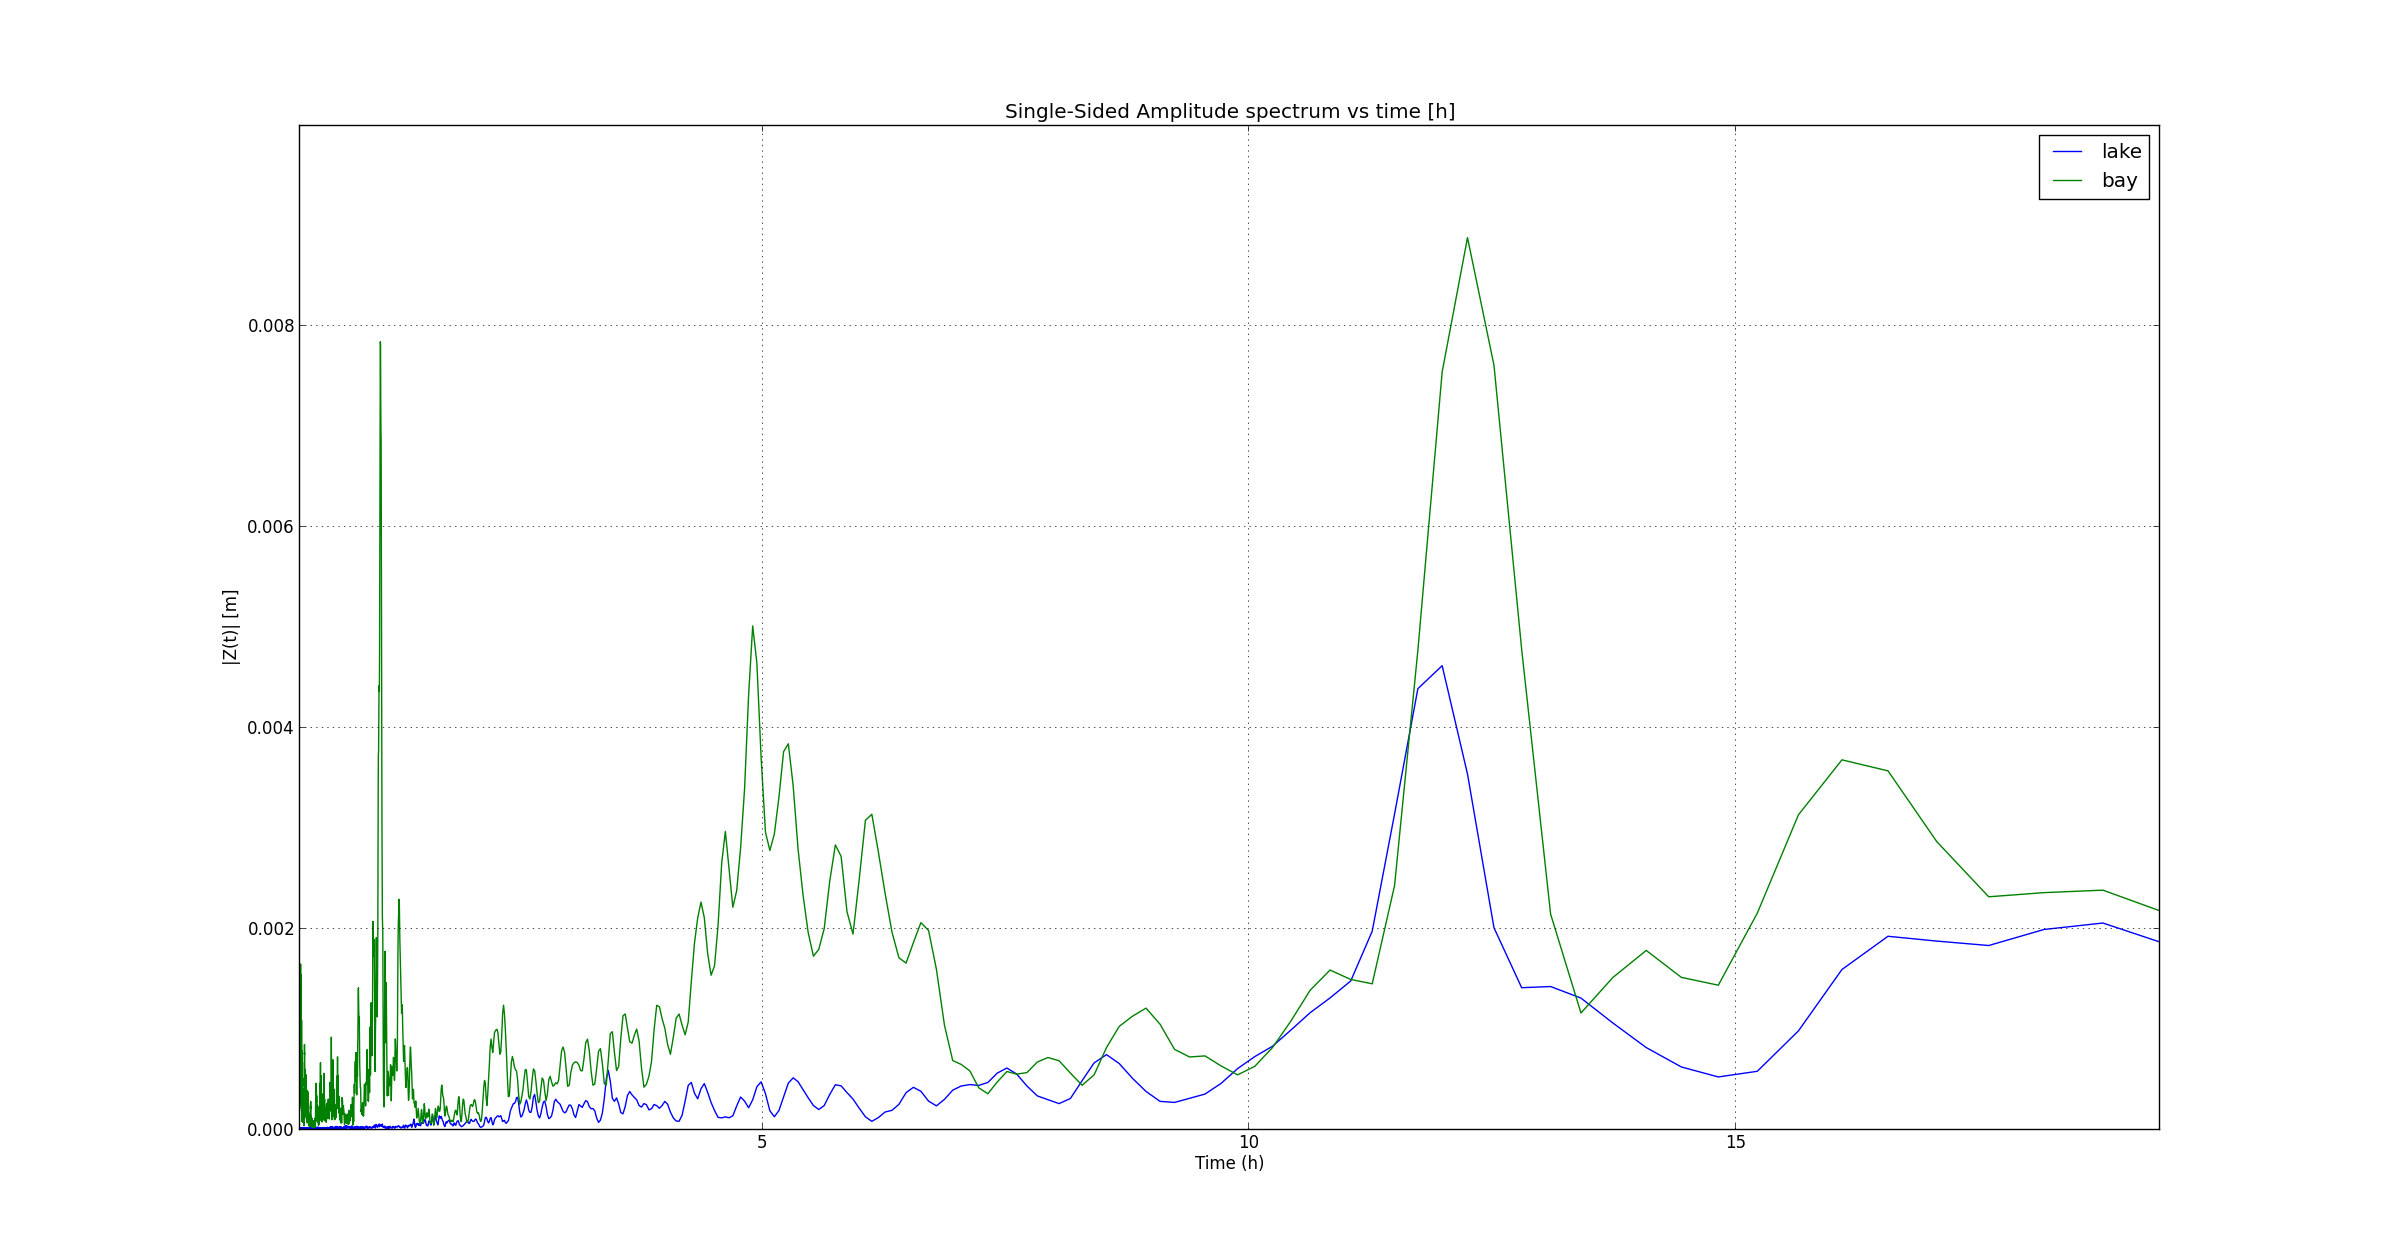 Single-Sided Amplitude spectrum vs time [h]
lake
bay
0.008
0.006
0.004
0.002
0.000
|Z(t)| [m]
5 10 15
Time (h)